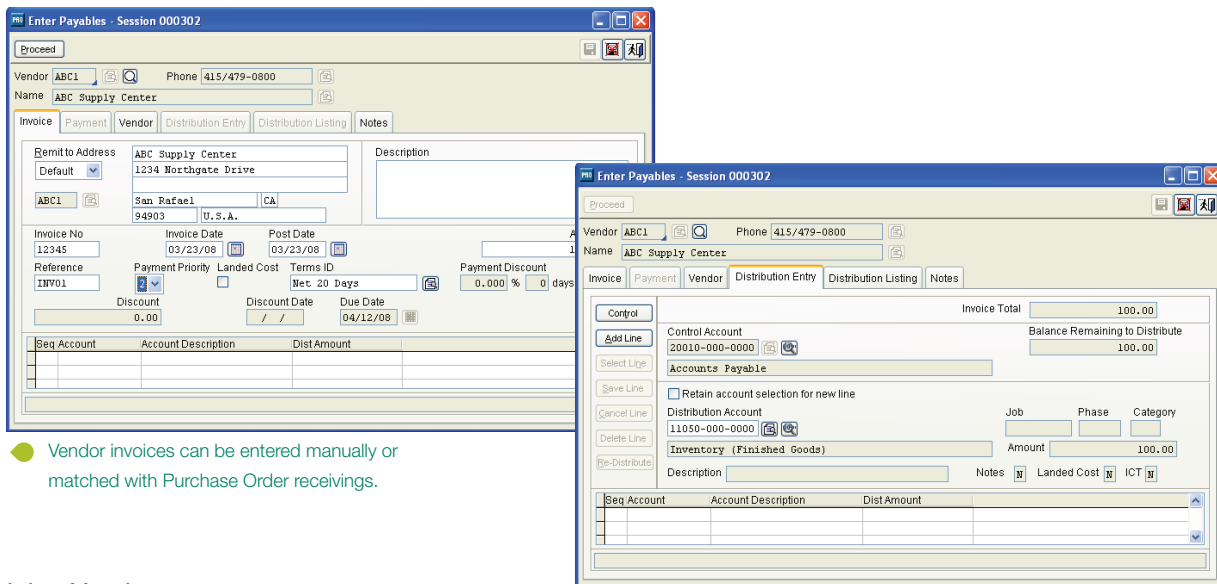 PRO Enter Payables - Session 000302
Proceed
Vendor ABC1 Phone 415/479-0800
Name ABC Supply Center
Invoice Payment Vendor Distribution Entry Distribution Listing Notes
Remit to Address ABC Supply Center Description
Default 1234 Northgate Drive
ABC1 San Rafael CA
94903 U.S.A.
Invoice No Invoice Date Post Date
12345 03/23/08 03/23/08
Reference Payment Priority Landed Cost Terms ID Payment Discount
INV01 2 Net 20 Days 0.000 % 0 days
Discount Discount Date Due Date
0.00 / / 04/12/08
Seq Account Account Description Dist Amount
Vendor invoices can be entered manually or
matched with Purchase Order receivings.
PRO Enter Payables - Session 000302
Proceed
Vendor ABC1 Phone 415/479-0800
Name ABC Supply Center
Invoice Payment Vendor Distribution Entry Distribution Listing Notes
Control Invoice Total 100.00
Add Line Control Account Balance Remaining to Distribute
20010-000-0000 100.00
Select Line Accounts Payable
Save Line Retain account selection for new line
Cancel Line Distribution Account Job Phase Category
11050-000-0000
Delete Line Inventory (Finished Goods) Amount 100.00
Re-Distribute Description Notes N Landed Cost N ICT N
Seq Account Account Description Dist Amount